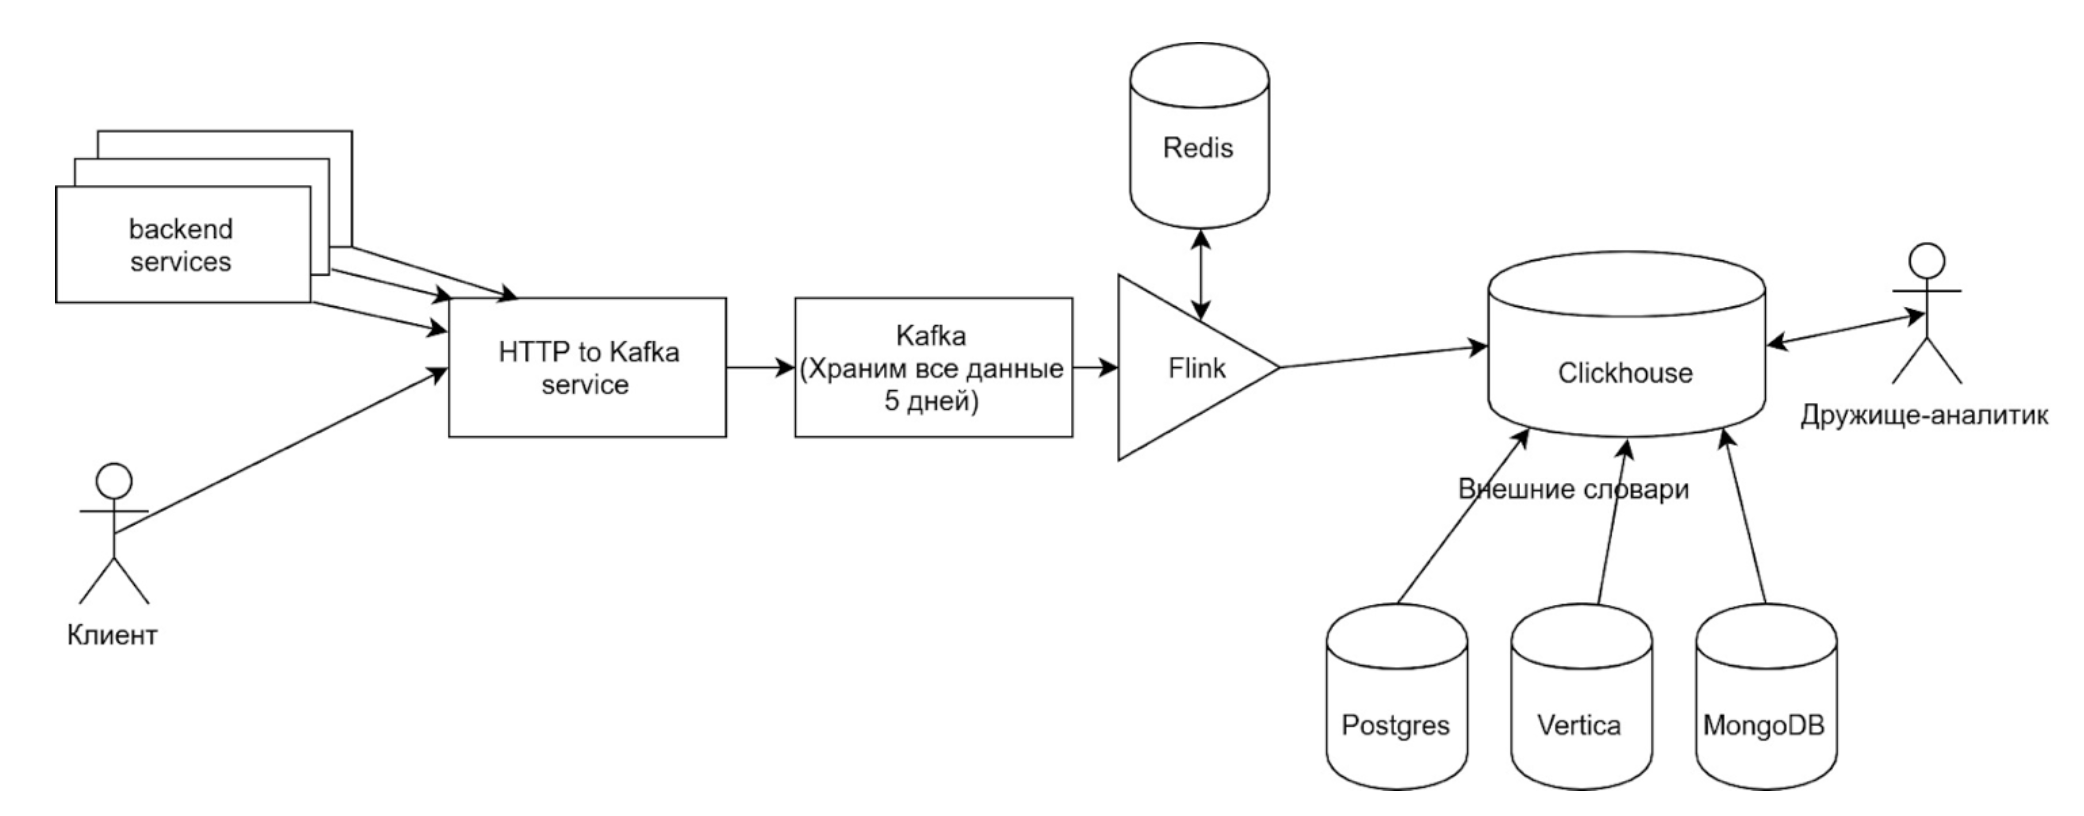 Redis
backend
services
HTTP to Kafka
service
Kafka
(Храним все данные
5 дней)
Flink
Clickhouse
Дружище-аналитик
Внешние словари
Клиент
Postgres
Vertica
MongoDB